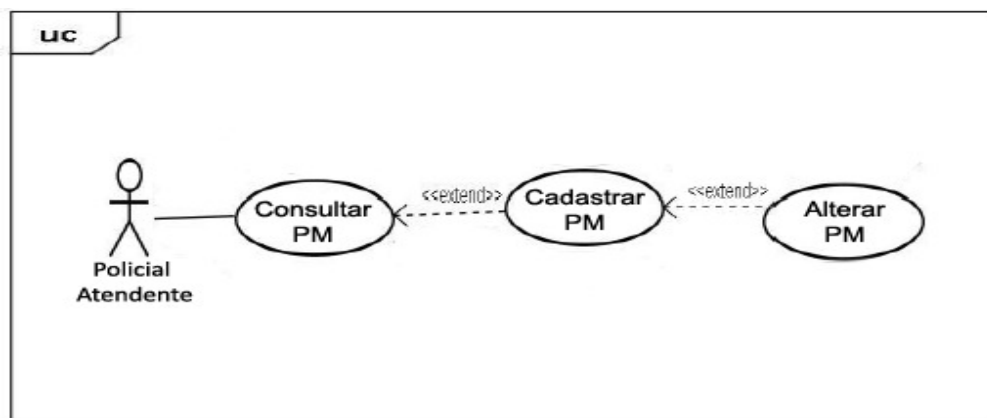 uc
Consultar
PM
<<extend>>
Cadastrar
PM
<<extend>>
Alterar
PM
Policial
Atendente